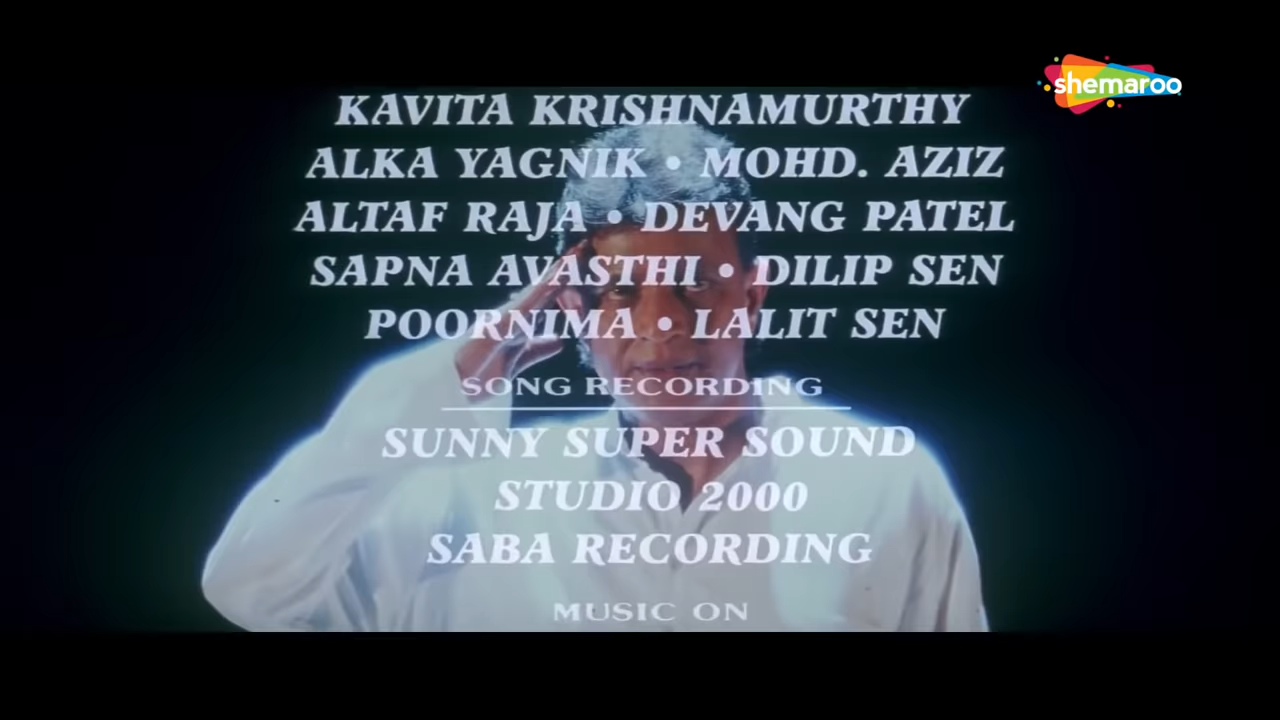 shemaroo
KAVITA KRISHNAMURTHY
ALKA YAGNIK • MOHD. AZIZ
ALTAF RAJA • DEVANG PATEL
SAPNA AVASTHI • DILIP SEN
POORNIMA • LALIT SEN
SONG RECORDING
SUNNY SUPER SOUND
STUDIO 2000
SABA RECORDING
MUSIC ON